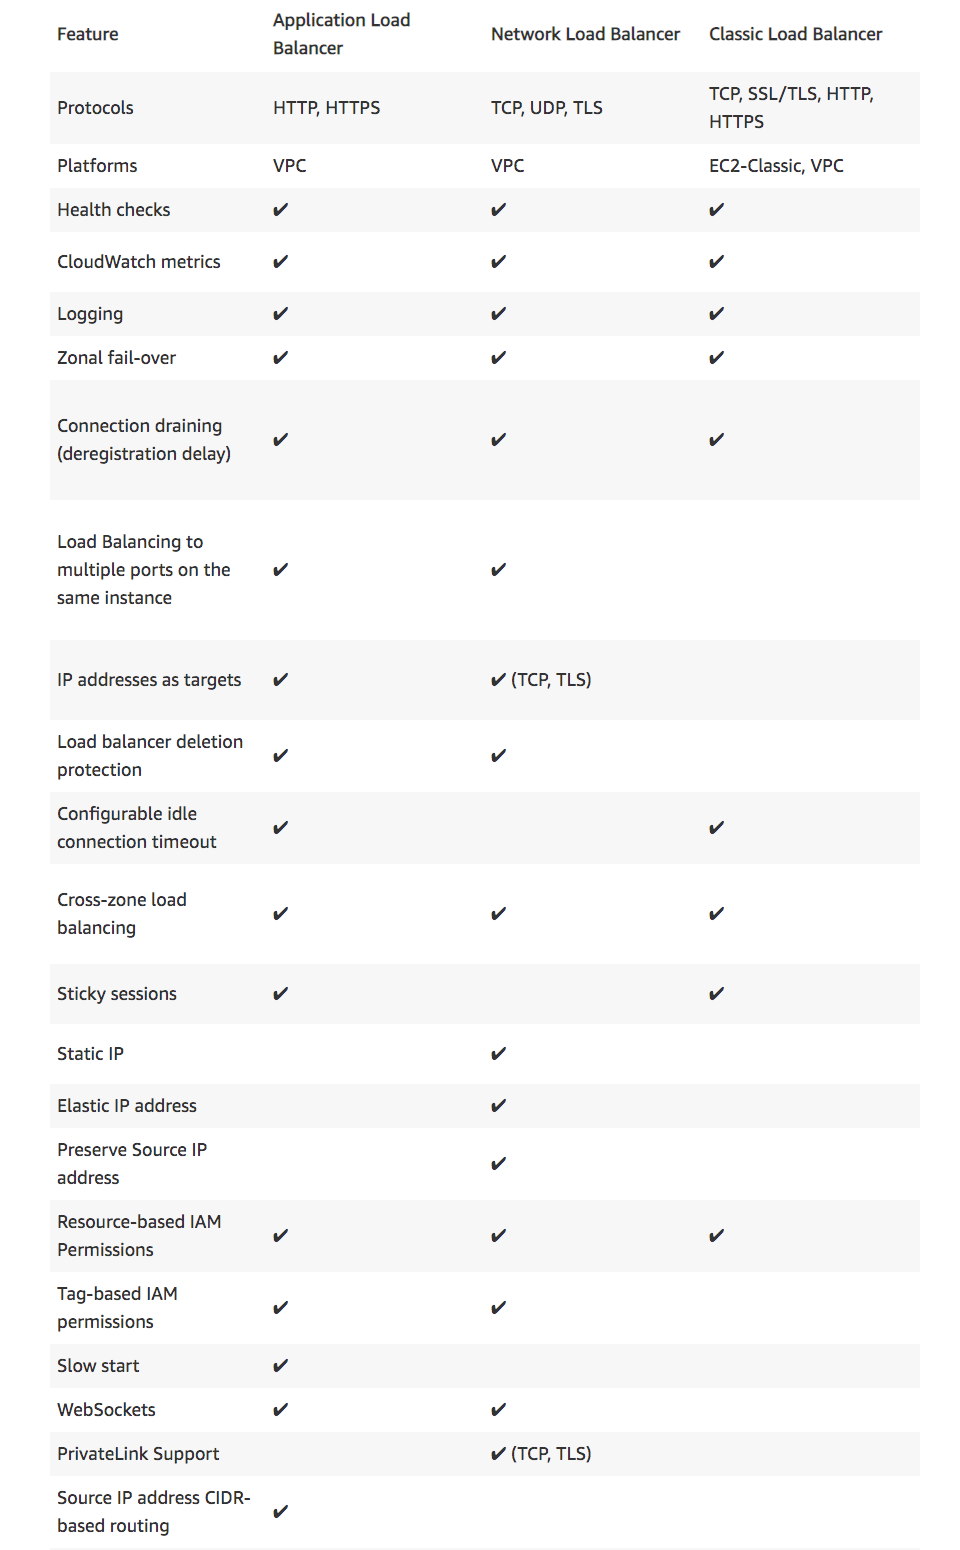 Feature
Application Load
Balancer
Network Load Balancer
Classic Load Balancer
Protocols
HTTP, HTTPS
TCP, UDP, TLS
TCP, SSL/TLS, HTTP,
HTTPS
Platforms
VPC
VPC
EC2-Classic, VPC
Health checks
✔
✔
✔
CloudWatch metrics
✔
✔
✔
Logging
✔
✔
✔
Zonal fail-over
✔
✔
✔
Connection draining
(deregistration delay)
✔
✔
✔
Load Balancing to
multiple ports on the
same instance
✔
✔
IP addresses as targets
✔
✔ (TCP, TLS)
Load balancer deletion
protection
✔
✔
Configurable idle
connection timeout
✔
✔
Cross-zone load
balancing
✔
✔
✔
Sticky sessions
✔
✔
Static IP
✔
Elastic IP address
✔
Preserve Source IP
address
✔
Resource-based IAM
Permissions
✔
✔
✔
Tag-based IAM
permissions
✔
✔
Slow start
✔
WebSockets
✔
✔
PrivateLink Support
✔ (TCP, TLS)
Source IP address CIDR-
based routing
✔